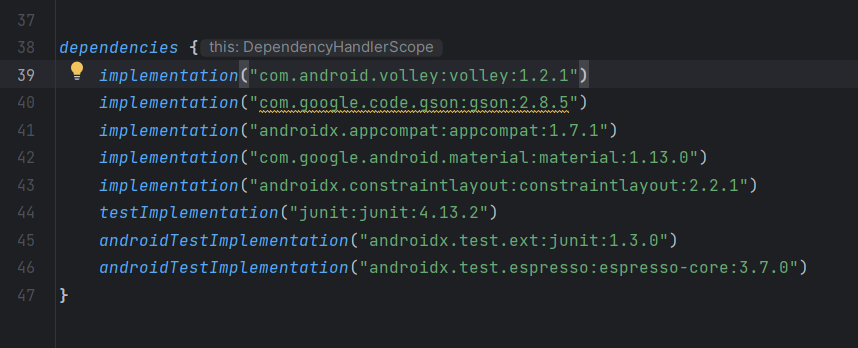 37
38 dependencies { this: DependencyHandlerScope
39 implementation("com.android.volley:volley:1.2.1")
40 implementation("com.google.code.gson:gson:2.8.5")
41 implementation("androidx.appcompat:appcompat:1.7.1")
42 implementation("com.google.android.material:material:1.13.0")
43 implementation("androidx.constraintlayout:constraintlayout:2.2.1")
44 testImplementation("junit:junit:4.13.2")
45 androidTestImplementation("androidx.test.ext:junit:1.3.0")
46 androidTestImplementation("androidx.test.espresso:espresso-core:3.7.0")
47 }